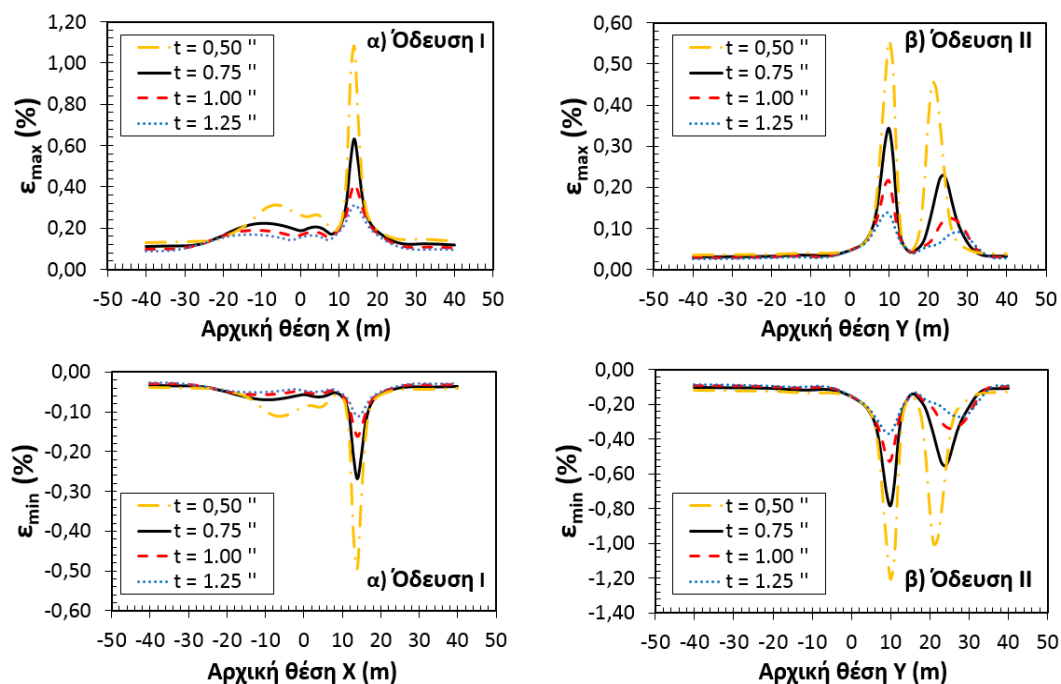 α) Όδευση Ι
t = 0,50 "
t = 0.75 "
t = 1.00 "
t = 1.25 "
εmax (%)
1,20
1,00
0,80
0,60
0,40
0,20
0,00
-50 -40 -30 -20 -10 0 10 20 30 40 50
Αρχική θέση X (m)
β) Όδευση ΙΙ
t = 0,50 "
t = 0.75 "
t = 1.00 "
t = 1.25 "
εmax (%)
0,60
0,50
0,40
0,30
0,20
0,10
0,00
-50 -40 -30 -20 -10 0 10 20 30 40 50
Αρχική θέση Y (m)
εmin (%)
0,00
-0,10
-0,20
-0,30
-0,40
-0,50
-0,60
t = 0,50 "
t = 0.75 "
t = 1.00 "
t = 1.25 "
α) Όδευση Ι
-50 -40 -30 -20 -10 0 10 20 30 40 50
Αρχική θέση X (m)
εmin (%)
0,00
-0,20
-0,40
-0,60
-0,80
-1,00
-1,20
-1,40
t = 0,50 "
t = 0.75 "
t = 1.00 "
t = 1.25 "
β) Όδευση ΙΙ
-50 -40 -30 -20 -10 0 10 20 30 40 50
Αρχική θέση Y (m)